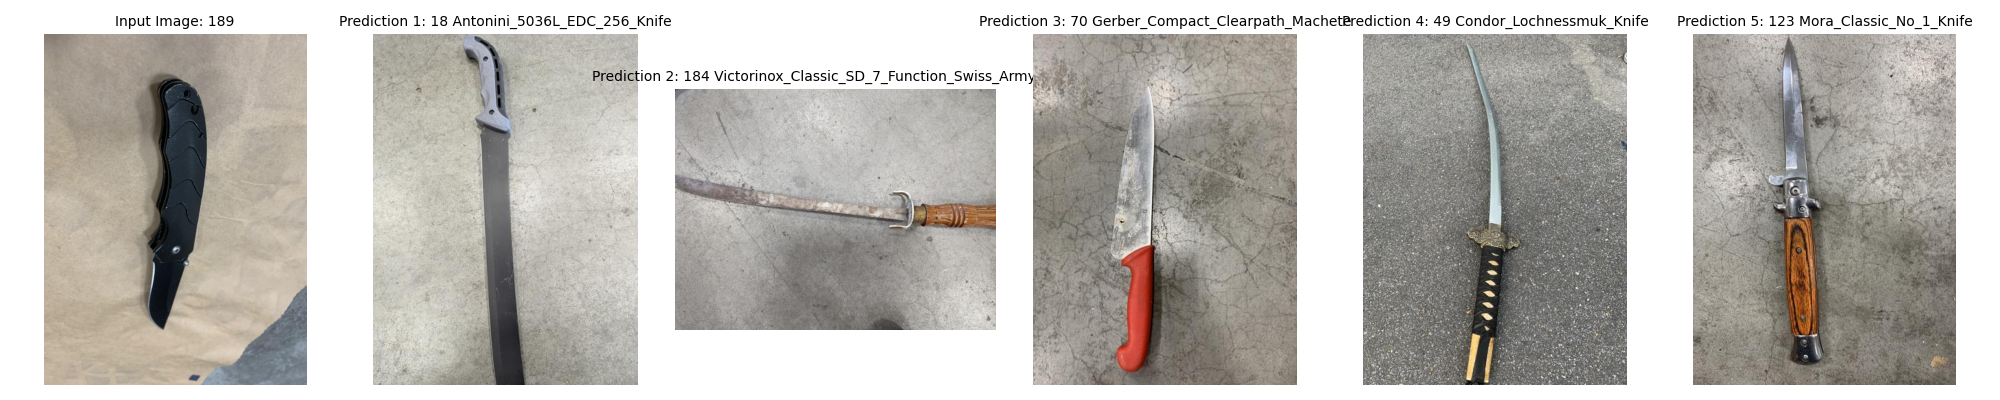 Input Image: 189
Prediction 1: 18 Antonini_5036L_EDC_256_Knife
Prediction 2: 184 Victorinox_Classic_SD_7_Function_Swiss_Army
Prediction 3: 70 Gerber_Compact_Clearpath_Machete
Prediction 4: 49 Condor_Lochnessmuk_Knife
Prediction 5: 123 Mora_Classic_No_1_Knife